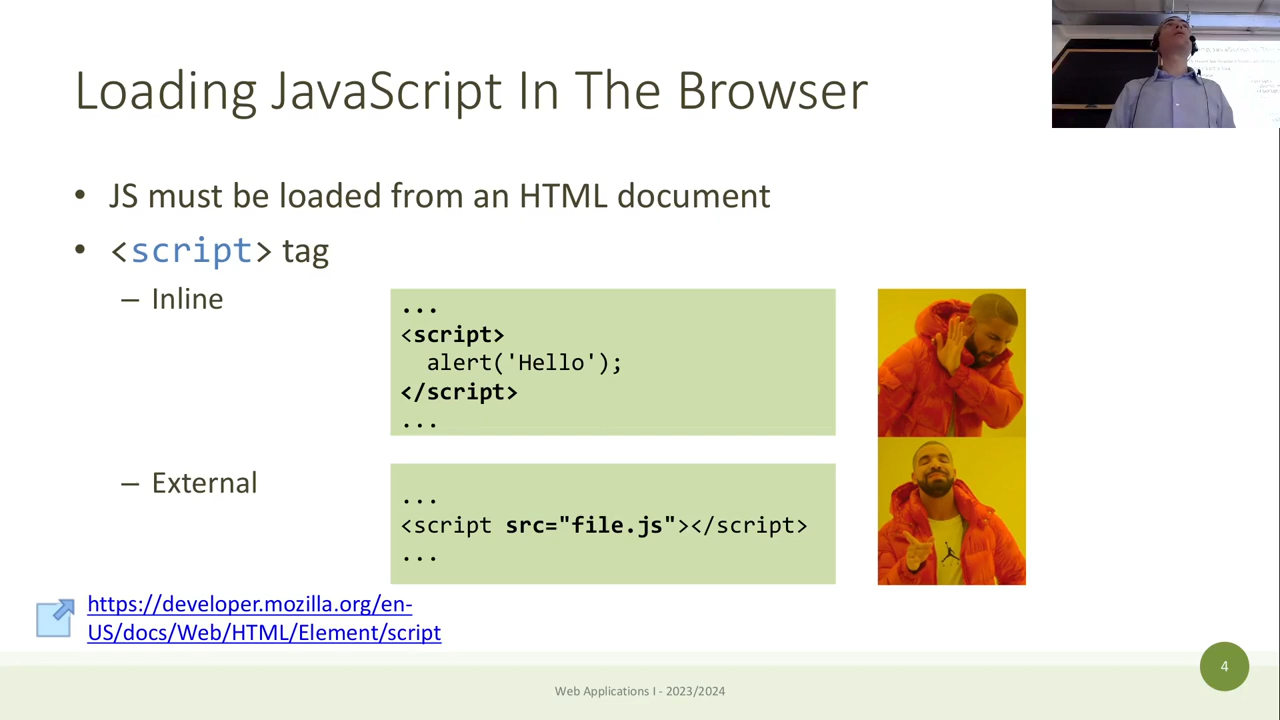 Loading JavaScript In The Browser
• JS must be loaded from an HTML document
• <script> tag
– Inline
...
<script>
alert('Hello');
</script>
...
– External
...
<script src="file.js"></script>
...
https://developer.mozilla.org/en-
US/docs/Web/HTML/Element/script
4
Web Applications I - 2023/2024